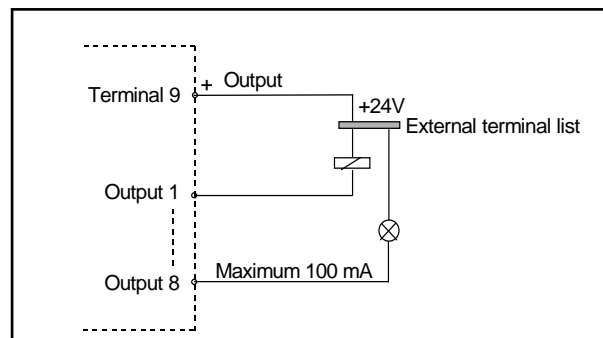 + Output
Terminal 9
+24V
External terminal list
Output 1
Output 8
Maximum 100 mA